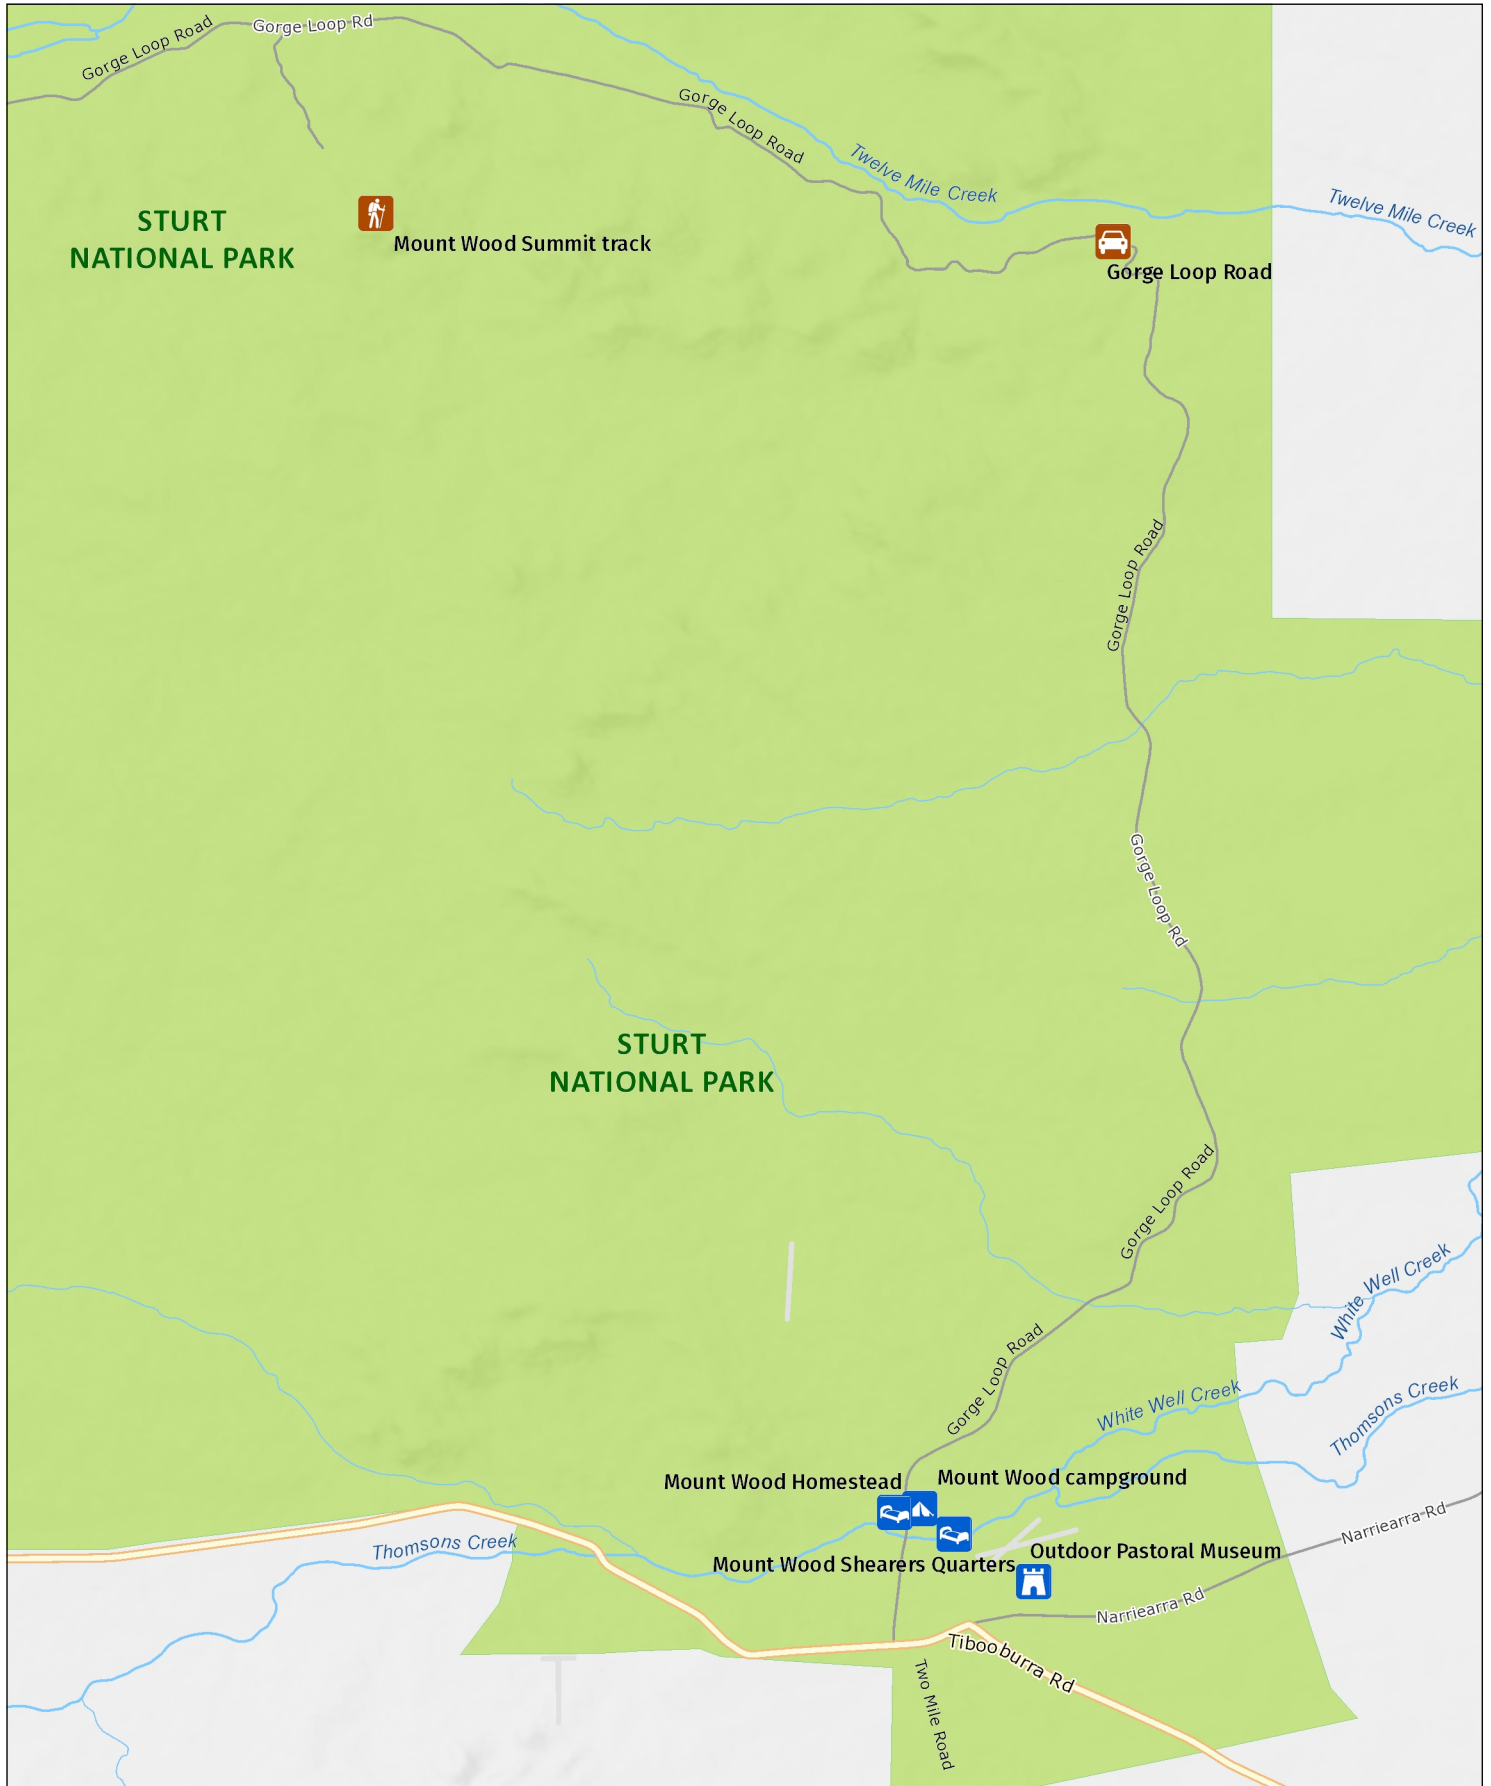 Gorge Loop Road
Gorge Loop Rd
Gorge Loop Road
Twelve Mile Creek
Twelve Mile Creek
STURT
NATIONAL PARK
Mount Wood Summit track
Gorge Loop Road
Gorge Loop Road
Gorge Loop Rd
STURT
NATIONAL PARK
Gorge Loop Road
White Well Creek
Gorge Loop Road
White Well Creek
Thomsons Creek
Mount Wood Homestead
Mount Wood campground
Narriearra Rd
Thomsons Creek
Mount Wood Shearers Quarters
Outdoor Pastoral Museum
Narriearra Rd
Tibooburra Rd
Two Mile Road